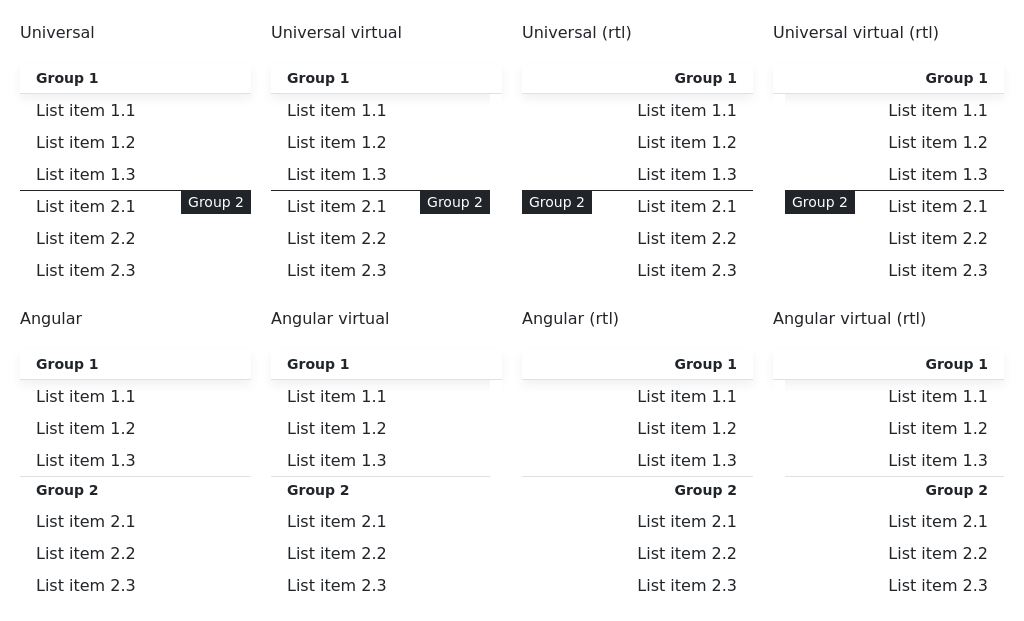 Universal
Group 1
List item 1.1
List item 1.2
List item 1.3
Group 2
List item 2.1
List item 2.2
List item 2.3
Universal virtual
Group 1
List item 1.1
List item 1.2
List item 1.3
Group 2
List item 2.1
List item 2.2
List item 2.3
Universal (rtl)
Group 1
List item 1.1
List item 1.2
List item 1.3
Group 2
List item 2.1
List item 2.2
List item 2.3
Universal virtual (rtl)
Group 1
List item 1.1
List item 1.2
List item 1.3
Group 2
List item 2.1
List item 2.2
List item 2.3
Angular
Group 1
List item 1.1
List item 1.2
List item 1.3
Group 2
List item 2.1
List item 2.2
List item 2.3
Angular virtual
Group 1
List item 1.1
List item 1.2
List item 1.3
Group 2
List item 2.1
List item 2.2
List item 2.3
Angular (rtl)
Group 1
List item 1.1
List item 1.2
List item 1.3
Group 2
List item 2.1
List item 2.2
List item 2.3
Angular virtual (rtl)
Group 1
List item 1.1
List item 1.2
List item 1.3
Group 2
List item 2.1
List item 2.2
List item 2.3